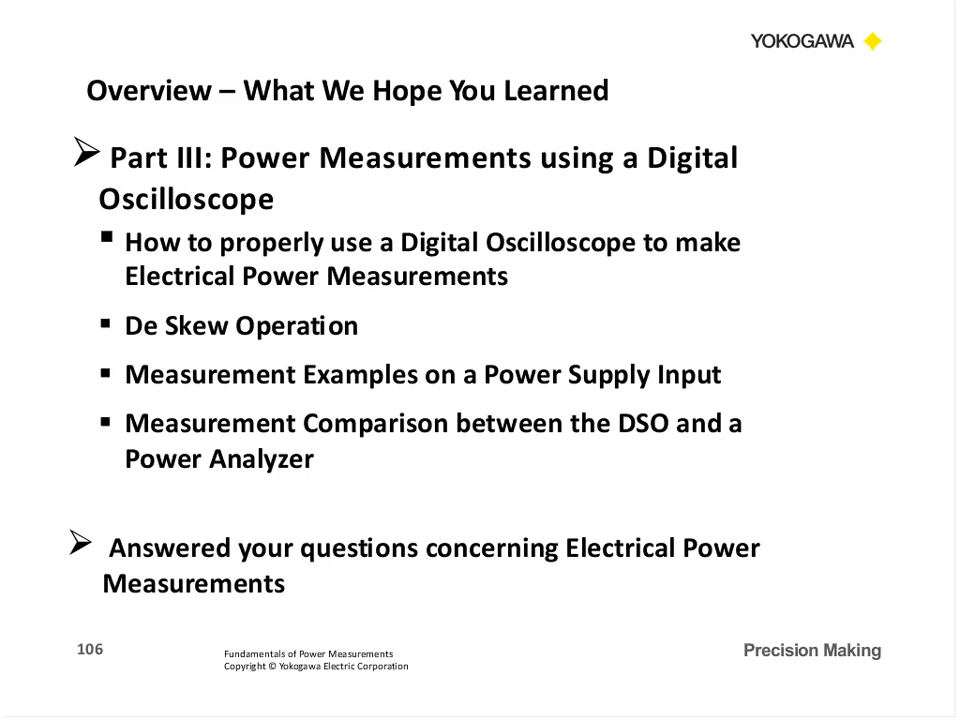 YOKOGAWA
Overview – What We Hope You Learned
Part III: Power Measurements using a Digital
Oscilloscope
How to properly use a Digital Oscilloscope to make
Electrical Power Measurements
De Skew Operation
Measurement Examples on a Power Supply Input
Measurement Comparison between the DSO and a
Power Analyzer
Answered your questions concerning Electrical Power
Measurements
106
Fundamentals of Power Measurements
Copyright © Yokogawa Electric Corporation
Precision Making